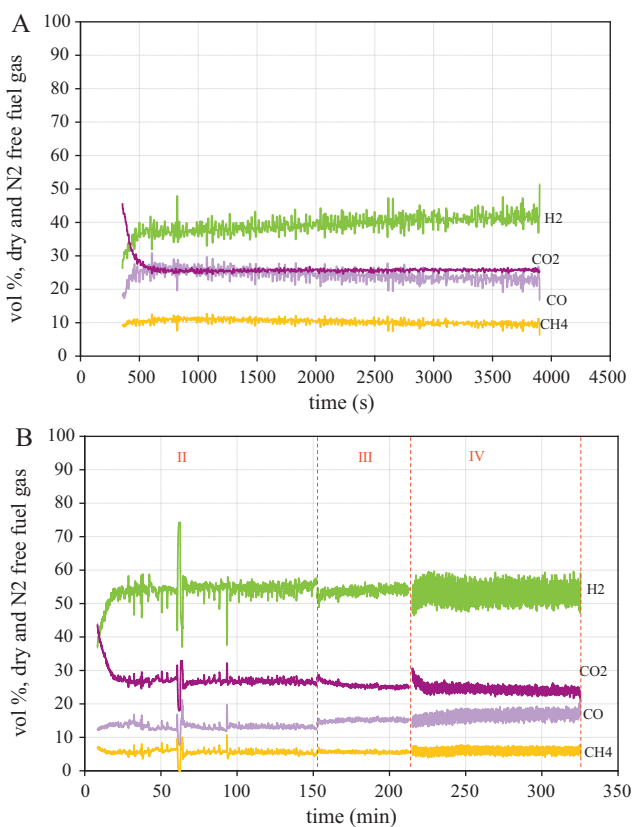 A
vol %, dry and N2 free fuel gas
100
90
80
70
60
50
40
30
20
10
0
H2
CO2
CO
CH4
0 500 1000 1500 2000 2500 3000 3500 4000 4500
time (s)
B
vol %, dry and N2 free fuel gas
100
90
80
70
60
50
40
30
20
10
0
II III IV
H2
CO2
CO
CH4
0 50 100 150 200 250 300 350
time (min)